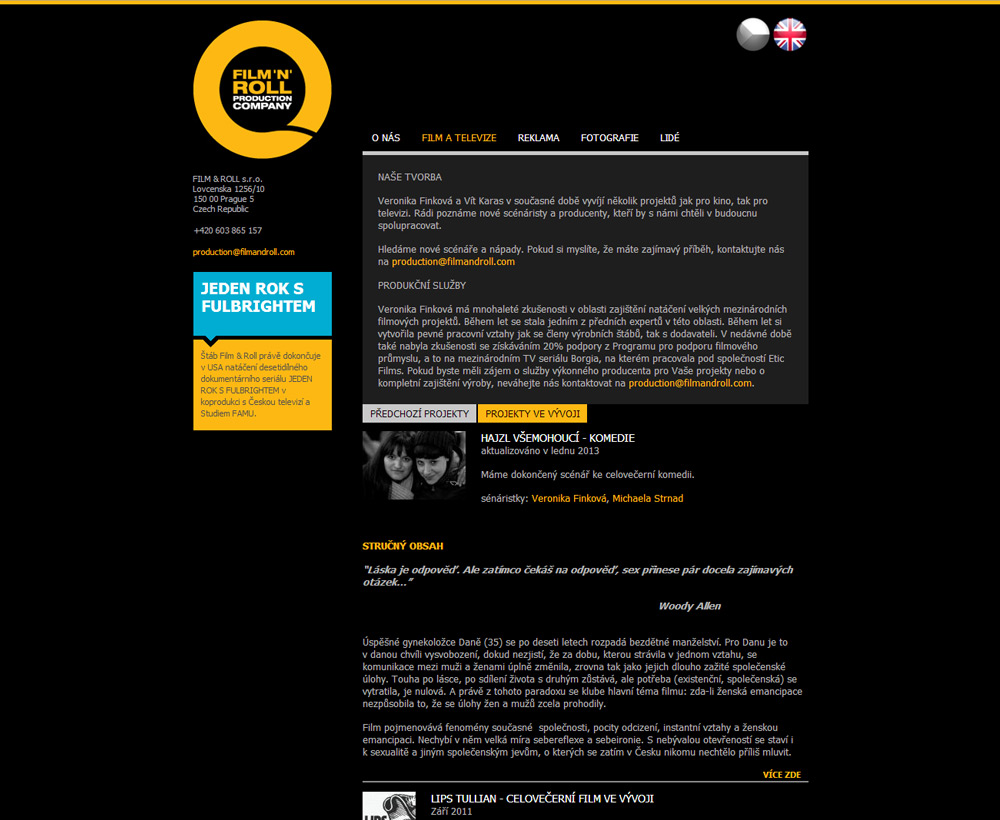 FILM'N'
ROLL
PRODUCTION
COMPANY
O NÁS
FILM A TELEVIZE
REKLAMA
FOTOGRAFIE
LIDÉ
FILM & ROLL s.r.o.
Lovcenska 1256/10
150 00 Prague 5
Czech Republic
+420 603 865 157
production@filmandroll.com
JEDEN ROK S
FULBRIGHTEM
Štáb Film & Roll právě dokončuje
v USA natáčení desetidílného
dokumentárního seriálu JEDEN
ROK S FULBRIGHTEM v
koprodukci s Českou televizí a
Studiem FAMU.
NAŠE TVORBA
Veronika Finková a Vít Karas v současné době vyvíjí několik projektů jak pro kino, tak pro
televizi. Rádi poznáme nové scénáristy a producenty, kteří by s námi chtěli v budoucnu
spolupracovat.
Hledáme nové scénáře a nápady. Pokud si myslíte, že máte zajímavý příběh, kontaktujte nás
na production@filmandroll.com
PRODUKČNÍ SLUŽBY
Veronika Finková má mnohaleté zkušenosti v oblasti zajištění natáčení velkých mezinárodních
filmových projektů. Během let se stala jedním z předních expertů v této oblasti. Během let si
vytvořila pevné pracovní vztahy jak se členy výrobních štábů, tak s dodavateli. V nedávné době
také nabyla zkušenosti se získáváním 20% podpory z Programu pro podporu filmového
průmyslu, a to na mezinárodním TV seriálu Borgia, na kterém pracovala pod společností Etic
Films. Pokud byste měli zájem o služby výkonného producenta pro Vaše projekty nebo o
kompletní zajištění výroby, neváhejte nás kontaktovat na production@filmandroll.com.
PŘEDCHOZÍ PROJEKTY
PROJEKTY VE VÝVOJI
HAJZL VŠEMOHOUCÍ - KOMEDIE
aktualizováno v lednu 2013
Máme dokončený scénář ke celovečerní komedii.
sénáristky: Veronika Finková, Michaela Strnad
STRUČNÝ OBSAH
"Láska je odpověď. Ale zatímco čekáš na odpověď, sex přinese pár docela zajímavých
otázek…"
Woody Allen
Úspěšné gynekoložce Daně (35) se po deseti letech rozpadá bezdětné manželství. Pro Danu je to
v danou chvíli vysvobození, dokud nezjistí, že za dobu, kterou strávila v jednom vztahu, se
komunikace mezi muži a ženami úplně změnila, zrovna tak jako jejich dlouho zažité společenské
úlohy. Touha po lásce, po sdílení života s druhým zůstává, ale potřeba (existenční, společenská) se
vytratila, je nulová. A právě z tohoto paradoxu se klube hlavní téma filmu: zda-li ženská emancipace
nezpůsobila to, že se úlohy žen a mužů zcela prohodily.
Film pojmenovává fenomény současné  společnosti, pocity odcizení, instantní vztahy a ženskou
emancipaci. Nechybí v něm velká míra sebereflexe a sebeironie. S nebývalou otevřeností se staví i
k sexualitě a jiným společenským jevům, o kterých se zatím v Česku nikomu nechtělo příliš mluvit.
VÍCE ZDE
LIPS
LIPS TULLIAN - CELOVEČERNÍ FILM VE VÝVOJI
Září 2011